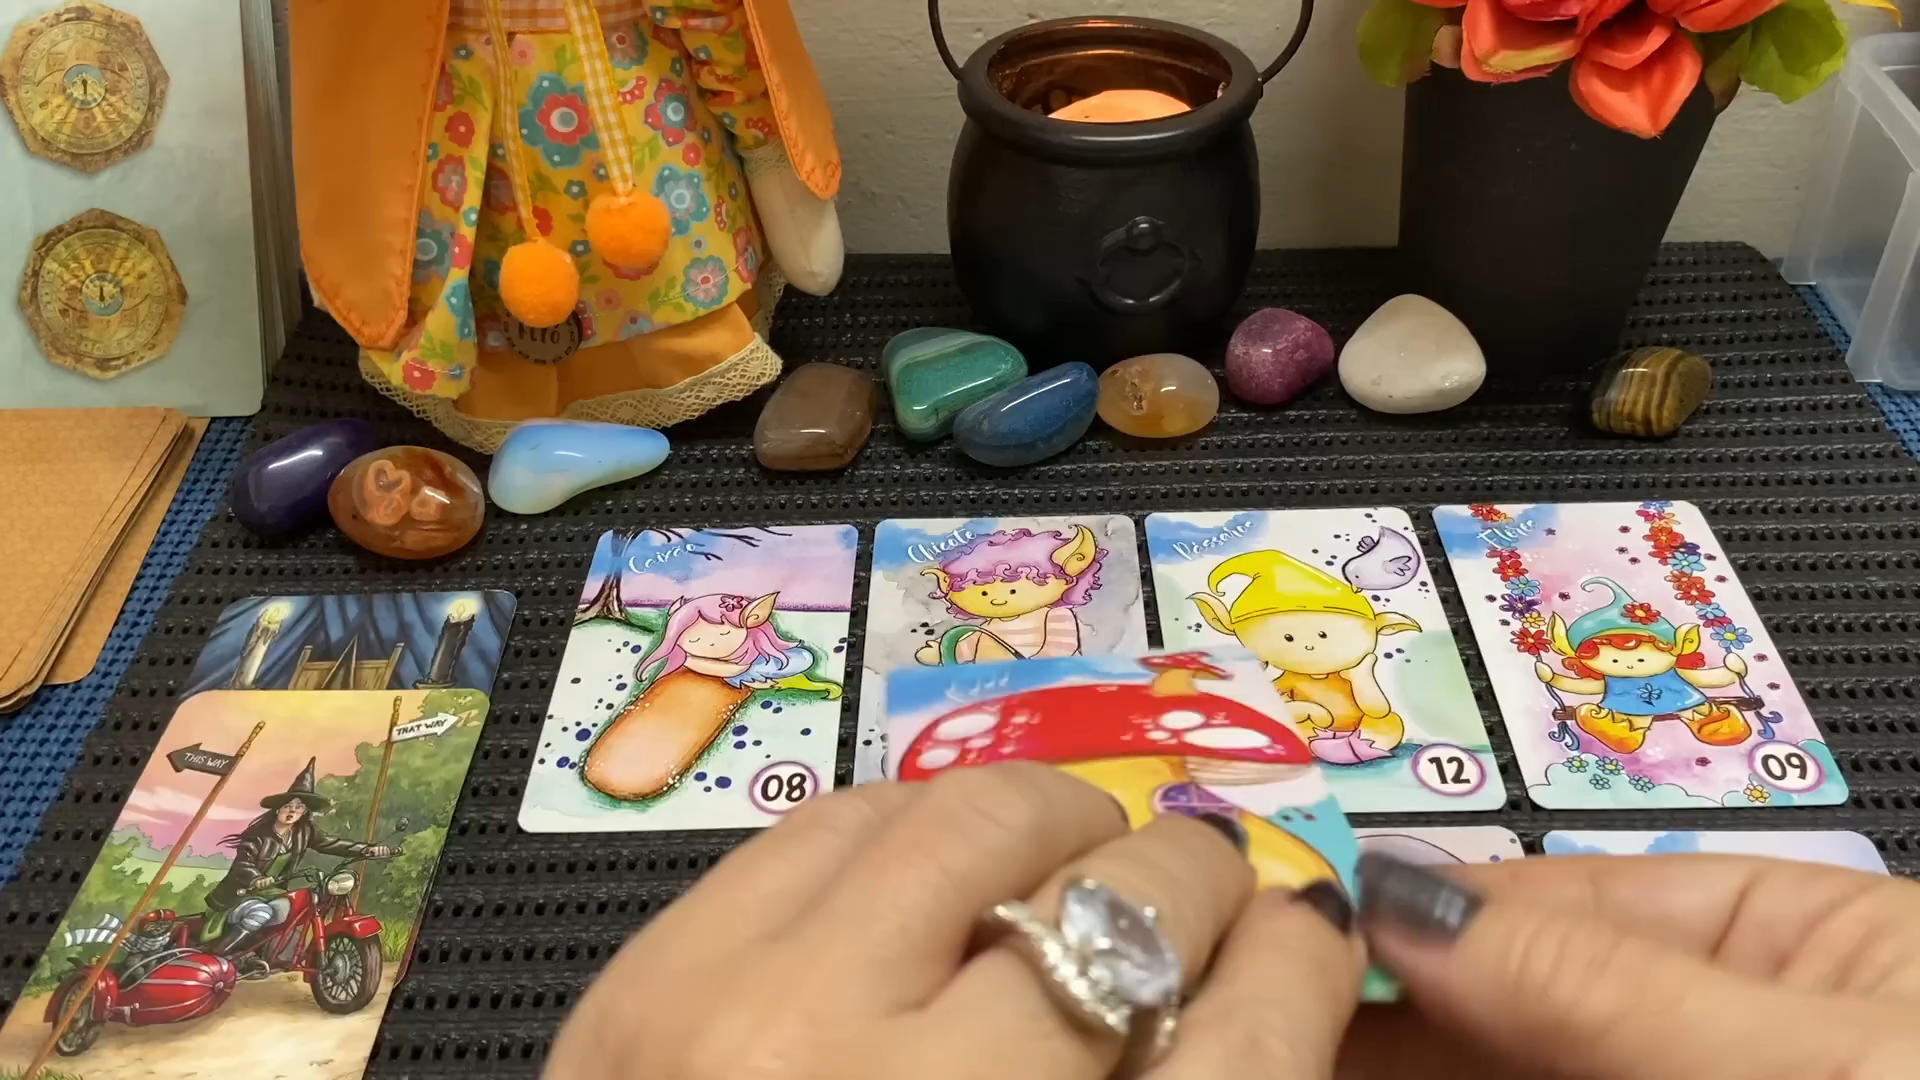 Caixão
Chicote
Pássaros
Flores
THAT WAY
THIS WAY
08
12
09